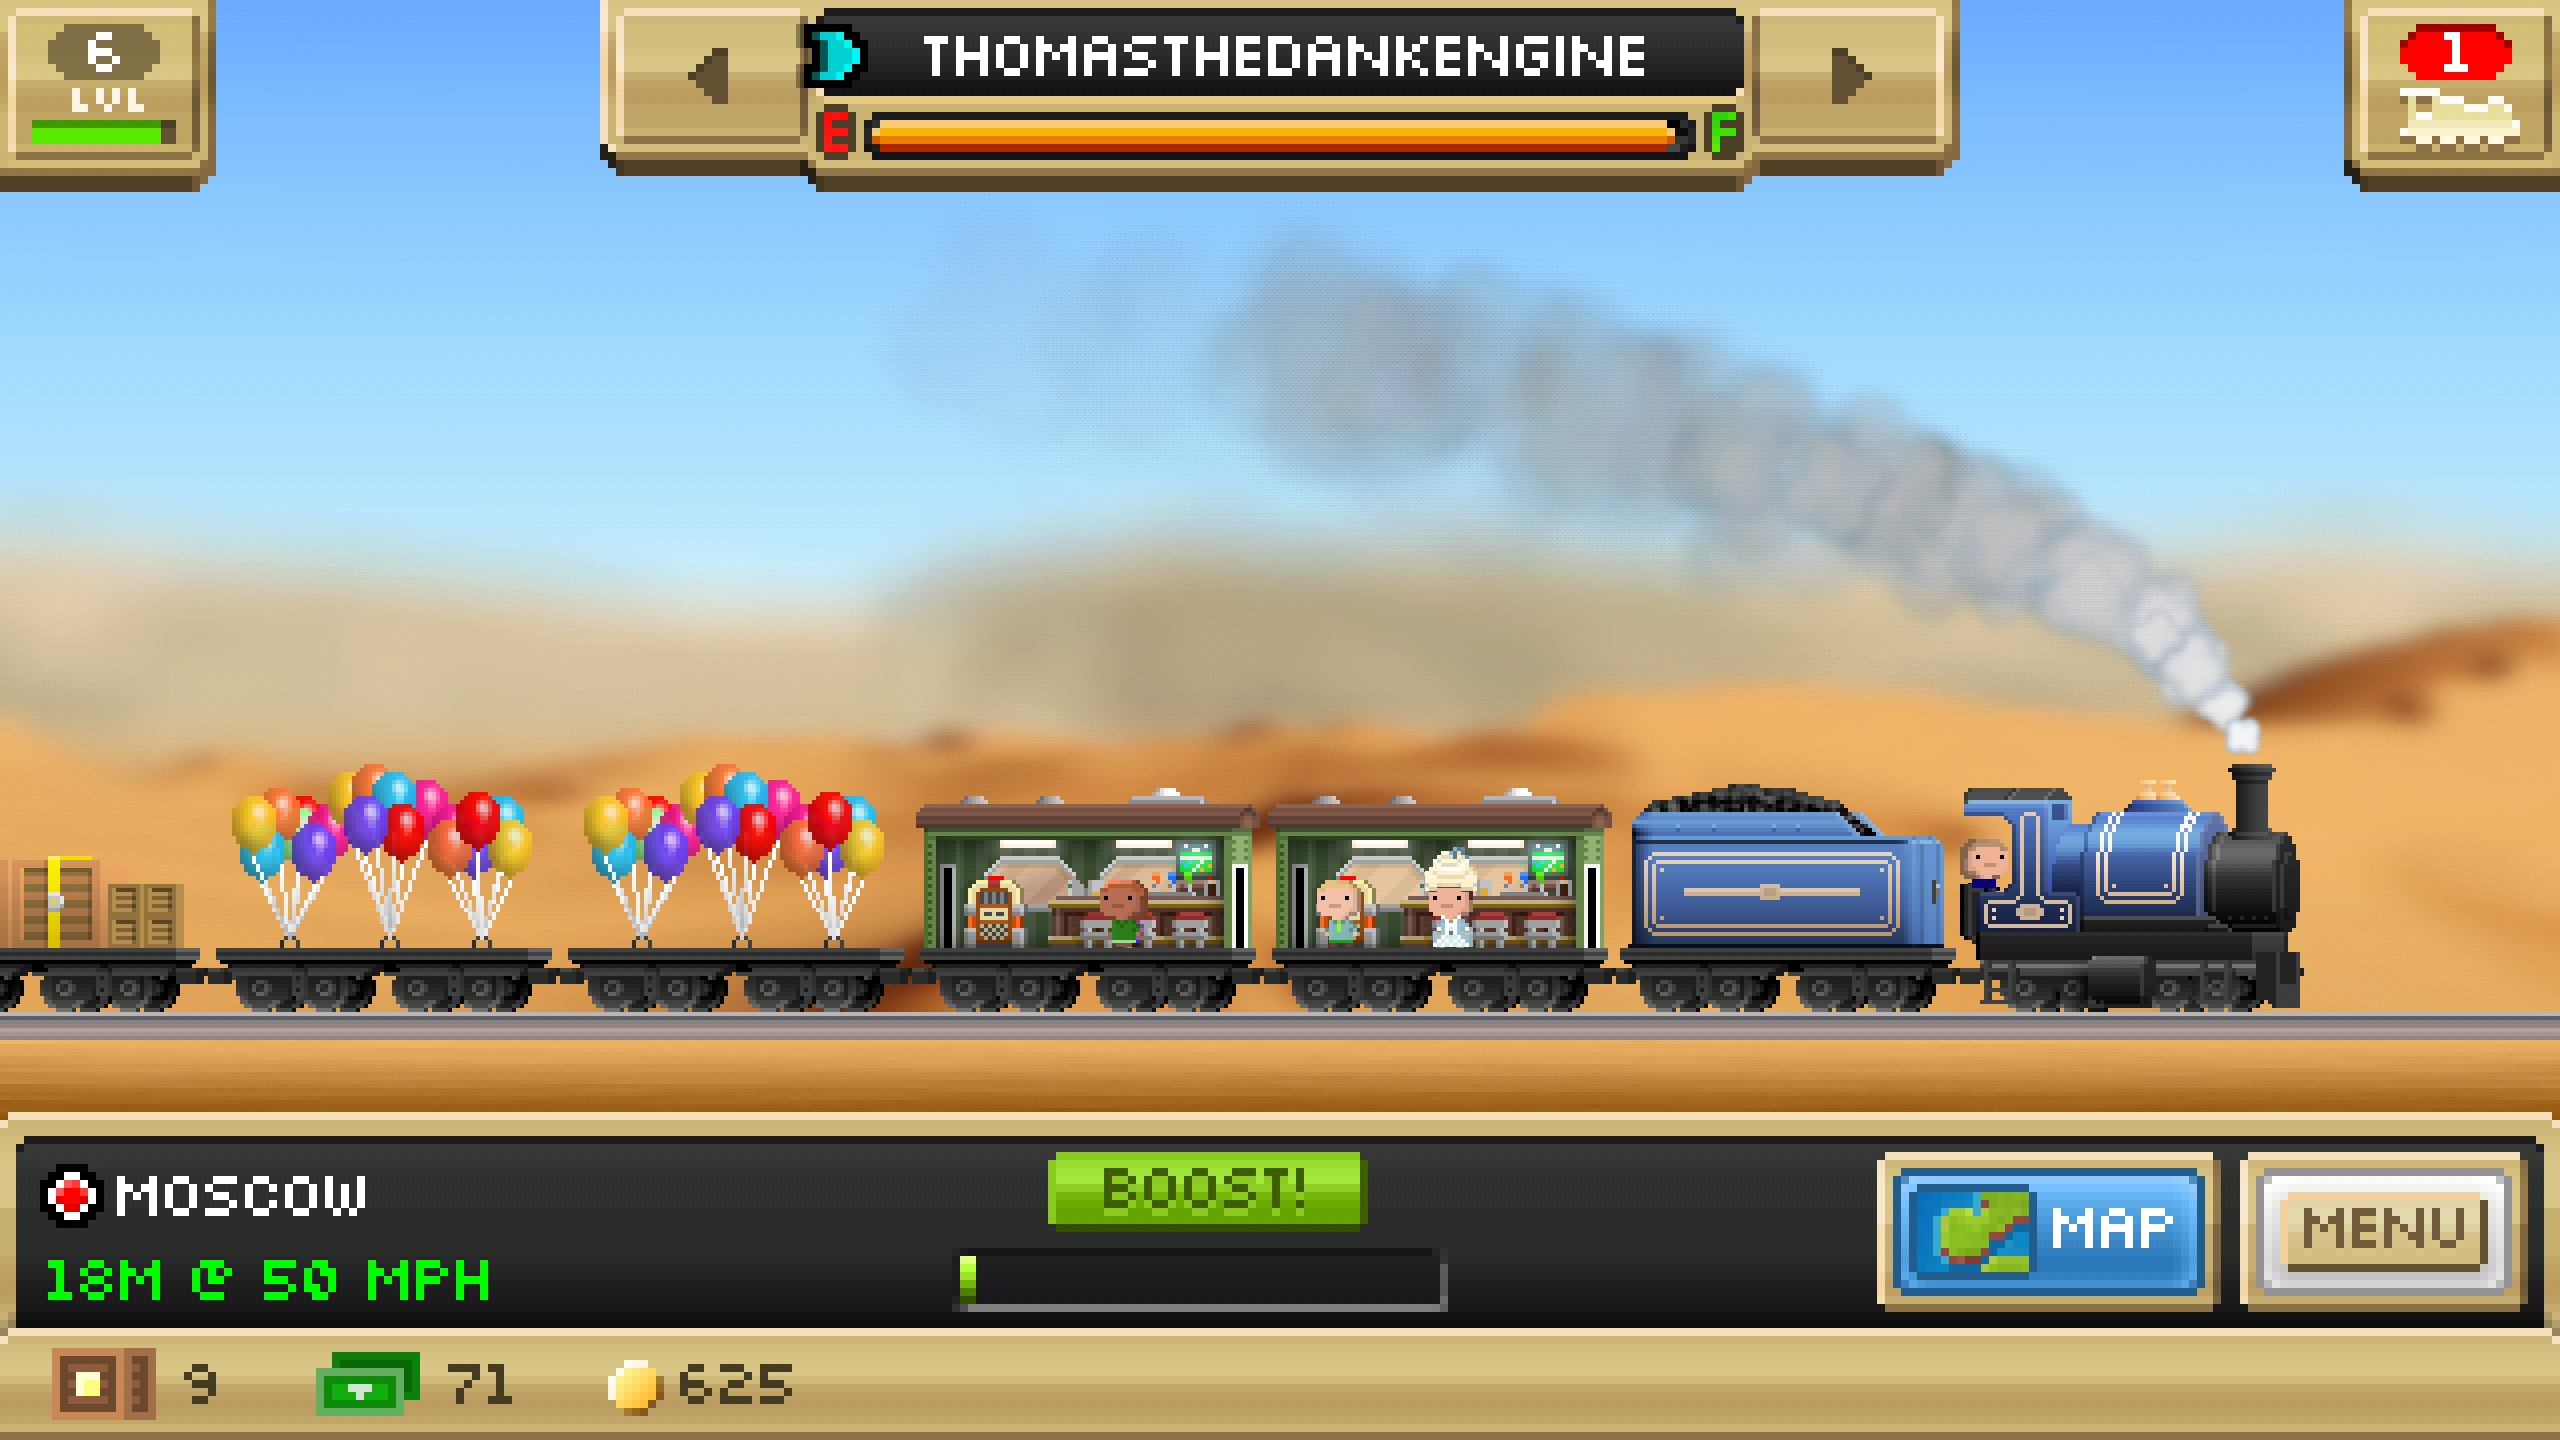 6
LVL
THOMASTHEDANKENGINE
E F
1
MOSCOW
18M @ 50 MPH
BOOST!
MAP
MENU
9 71 625